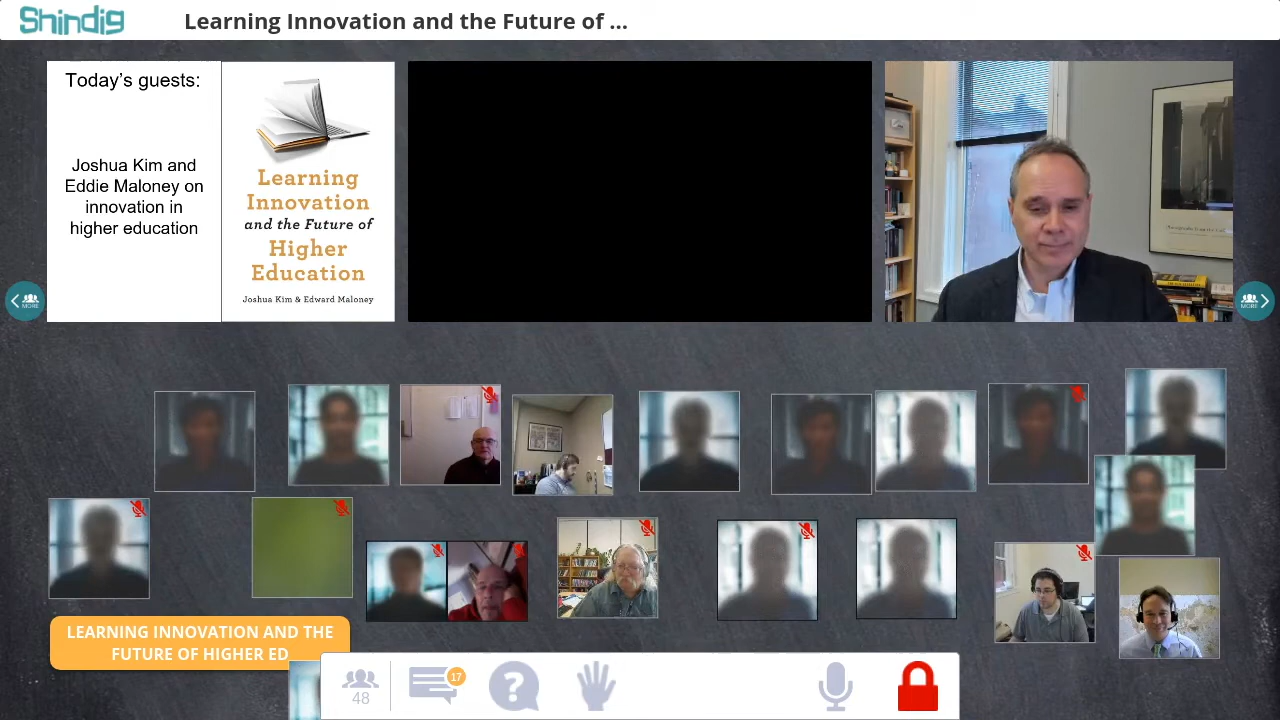 Shindig
Learning Innovation and the Future of ...
Today's guests:
Joshua Kim and
Eddie Maloney on
innovation in
higher education
Learning
Innovation
and the Future of
Higher
Education
Joshua Kim & Edward Maloney
MORE
MORE
LEARNING INNOVATION AND THE
FUTURE OF HIGHER ED
48
17
?